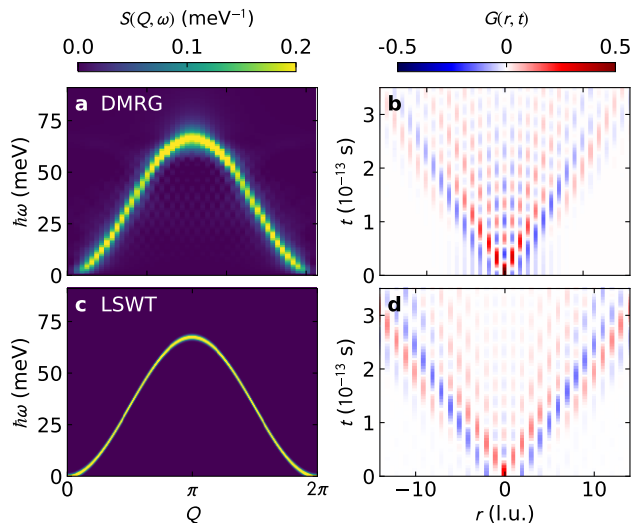 S(Q, ω) (meV⁻¹)
0.0 0.1 0.2
G(r, t)
-0.5 0 0.5
a DMRG
ħω (meV)
75
50
25
0
b
t (10⁻¹³ s)
3
2
1
0
c LSWT
ħω (meV)
75
50
25
0
0 π 2π
Q
d
t (10⁻¹³ s)
3
2
1
0
−10 0 10
r (l.u.)